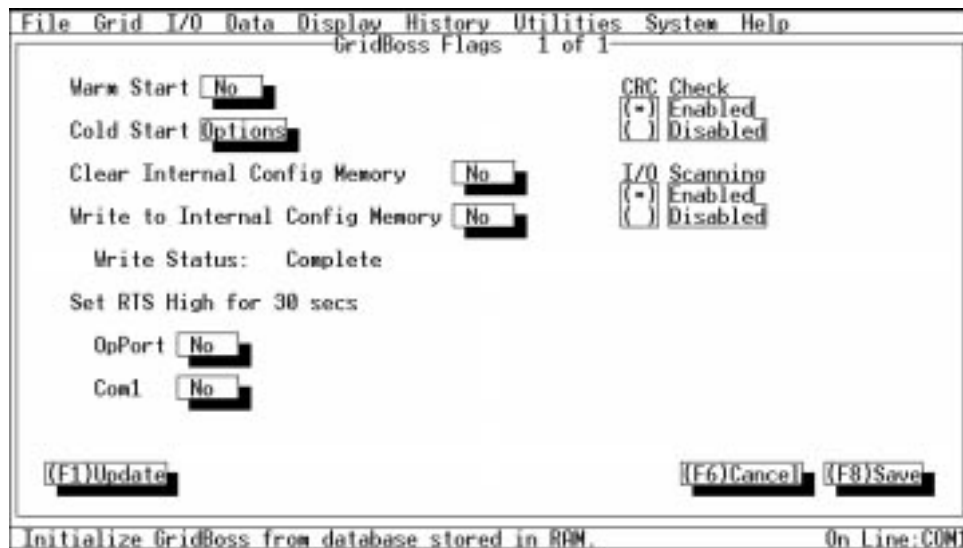 File Grid I/O Data Display History Utilities System Help
GridBoss Flags 1 of 1
Warm Start No
CRC Check
(•) Enabled
Cold Start Options
( ) Disabled
Clear Internal Config Memory No
I/O Scanning
(•) Enabled
Write to Internal Config Memory No
( ) Disabled
Write Status: Complete
Set RTS High for 30 secs
OpPort No
Com1 No
(F1)Update (F6)Cancel (F8)Save
Initialize GridBoss from database stored in RAM. On Line:COM1